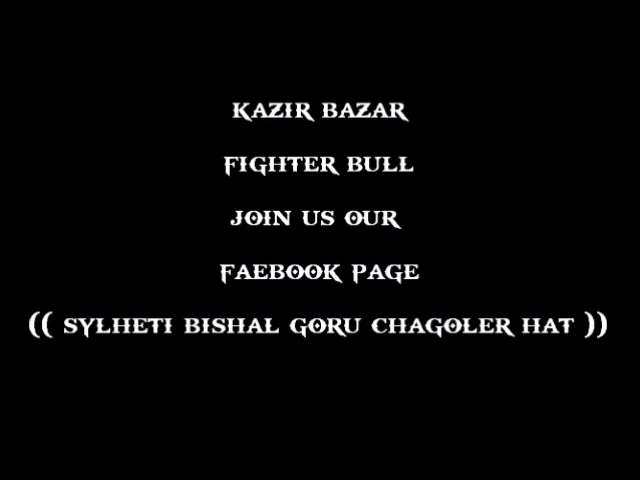 KAZIR BAZAR
FIGHTER BULL
JOIN US OUR
FAEBOOK PAGE
(( SYLHETI BISHAL GORU CHAGOLER HAT ))